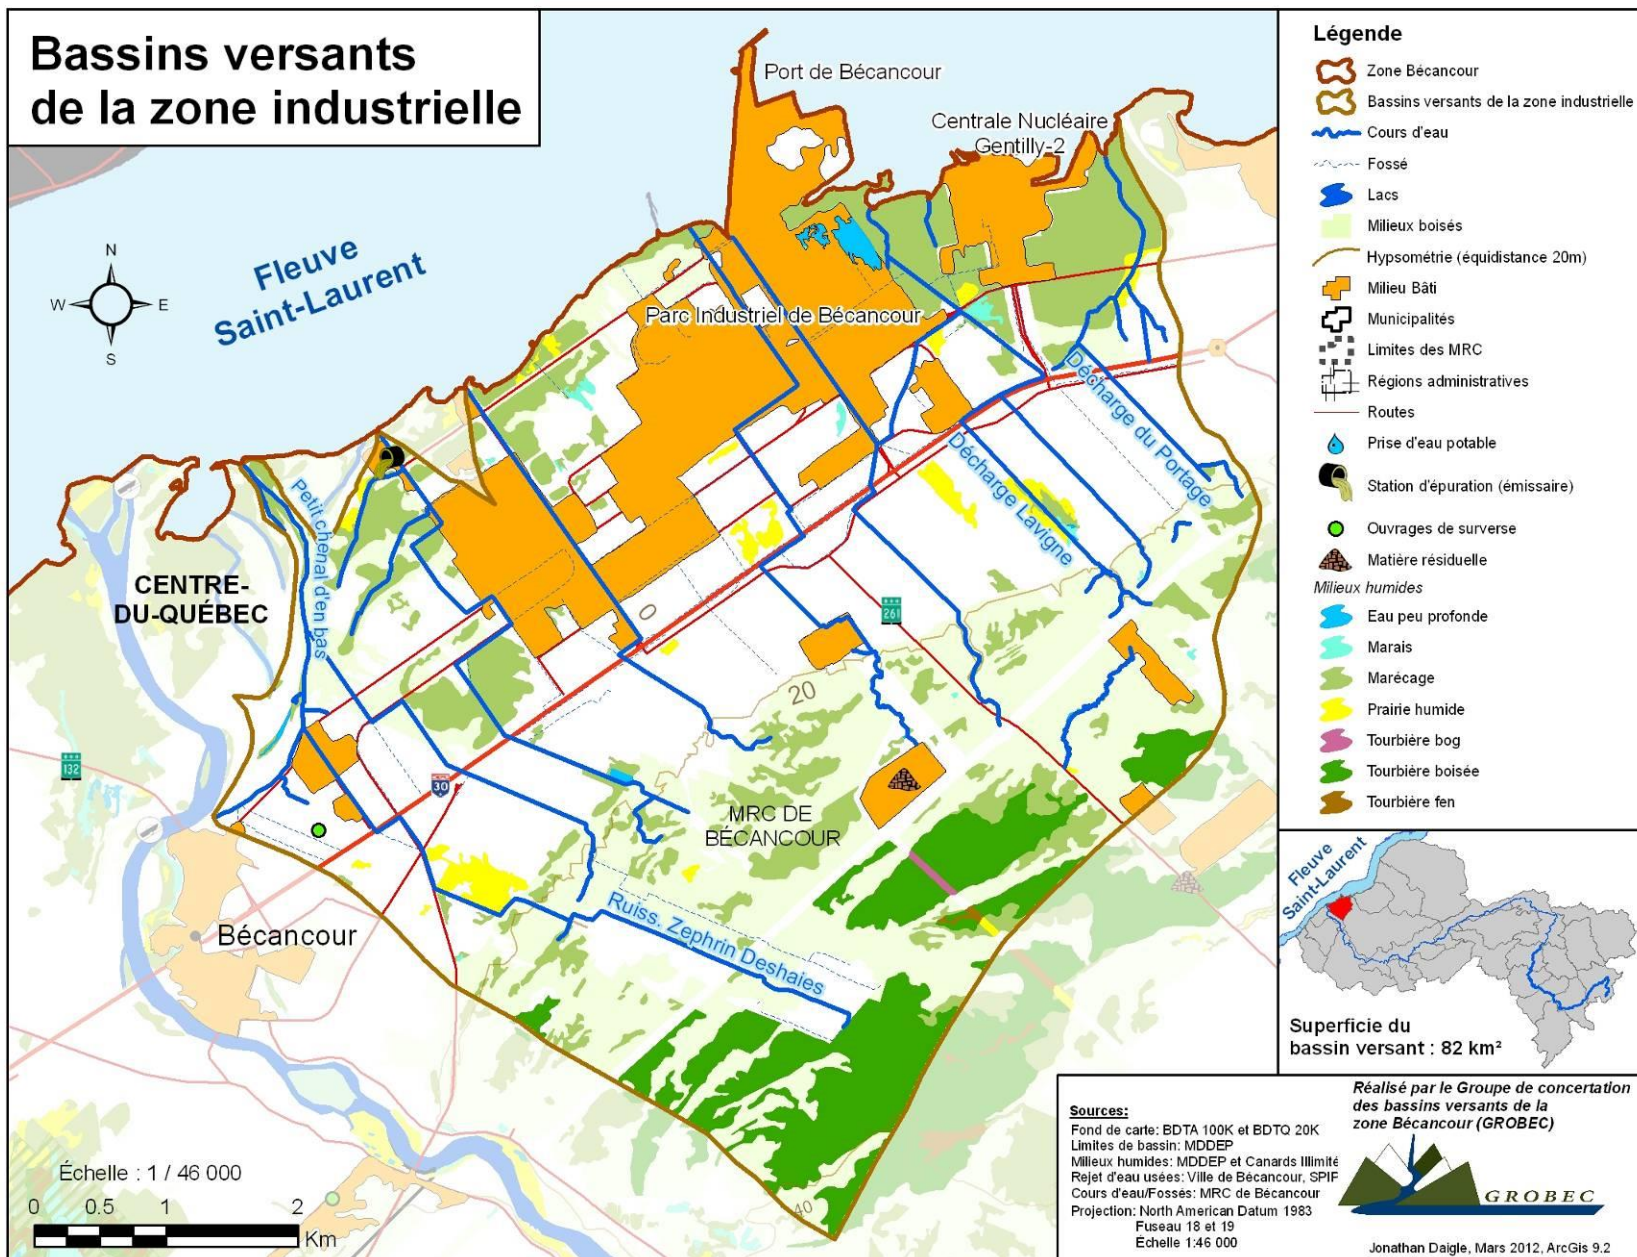 Bassins versants
de la zone industrielle
Port de Bécancour
Centrale Nucléaire
Gentilly-2
N
W
E
S
Fleuve
Saint-Laurent
Parc Industriel de Bécancour
Décharge du Portage
Décharge Lavigne
Petit chenal d'en bas
CENTRE-
DU-QUÉBEC
0
20
261
132
30
MRC DE
BÉCANCOUR
Ruiss. Zephrin Deshaies
Bécancour
40
Échelle : 1 / 46 000
0 0.5 1 2
Km
Légende
Zone Bécancour
Bassins versants de la zone industrielle
Cours d'eau
Fossé
Lacs
Milieux boisés
Hypsométrie (équidistance 20m)
Milieu Bâti
Municipalités
Limites des MRC
Régions administratives
Routes
Prise d'eau potable
Station d'épuration (émissaire)
Ouvrages de surverse
Matière résiduelle
Milieux humides
Eau peu profonde
Marais
Marécage
Prairie humide
Tourbière bog
Tourbière boisée
Tourbière fen
Fleuve
Saint-Laurent
Superficie du
bassin versant : 82 km²
Sources:
Fond de carte: BDTA 100K et BDTQ 20K
Limites de bassin: MDDEP
Milieux humides: MDDEP et Canards Illimité
Rejet d'eau usées: Ville de Bécancour, SPIF
Cours d'eau/Fossés: MRC de Bécancour
Projection: North American Datum 1983
Fuseau 18 et 19
Échelle 1:46 000
Réalisé par le Groupe de concertation
des bassins versants de la
zone Bécancour (GROBEC)
GROBEC
Jonathan Daigle, Mars 2012, ArcGis 9.2